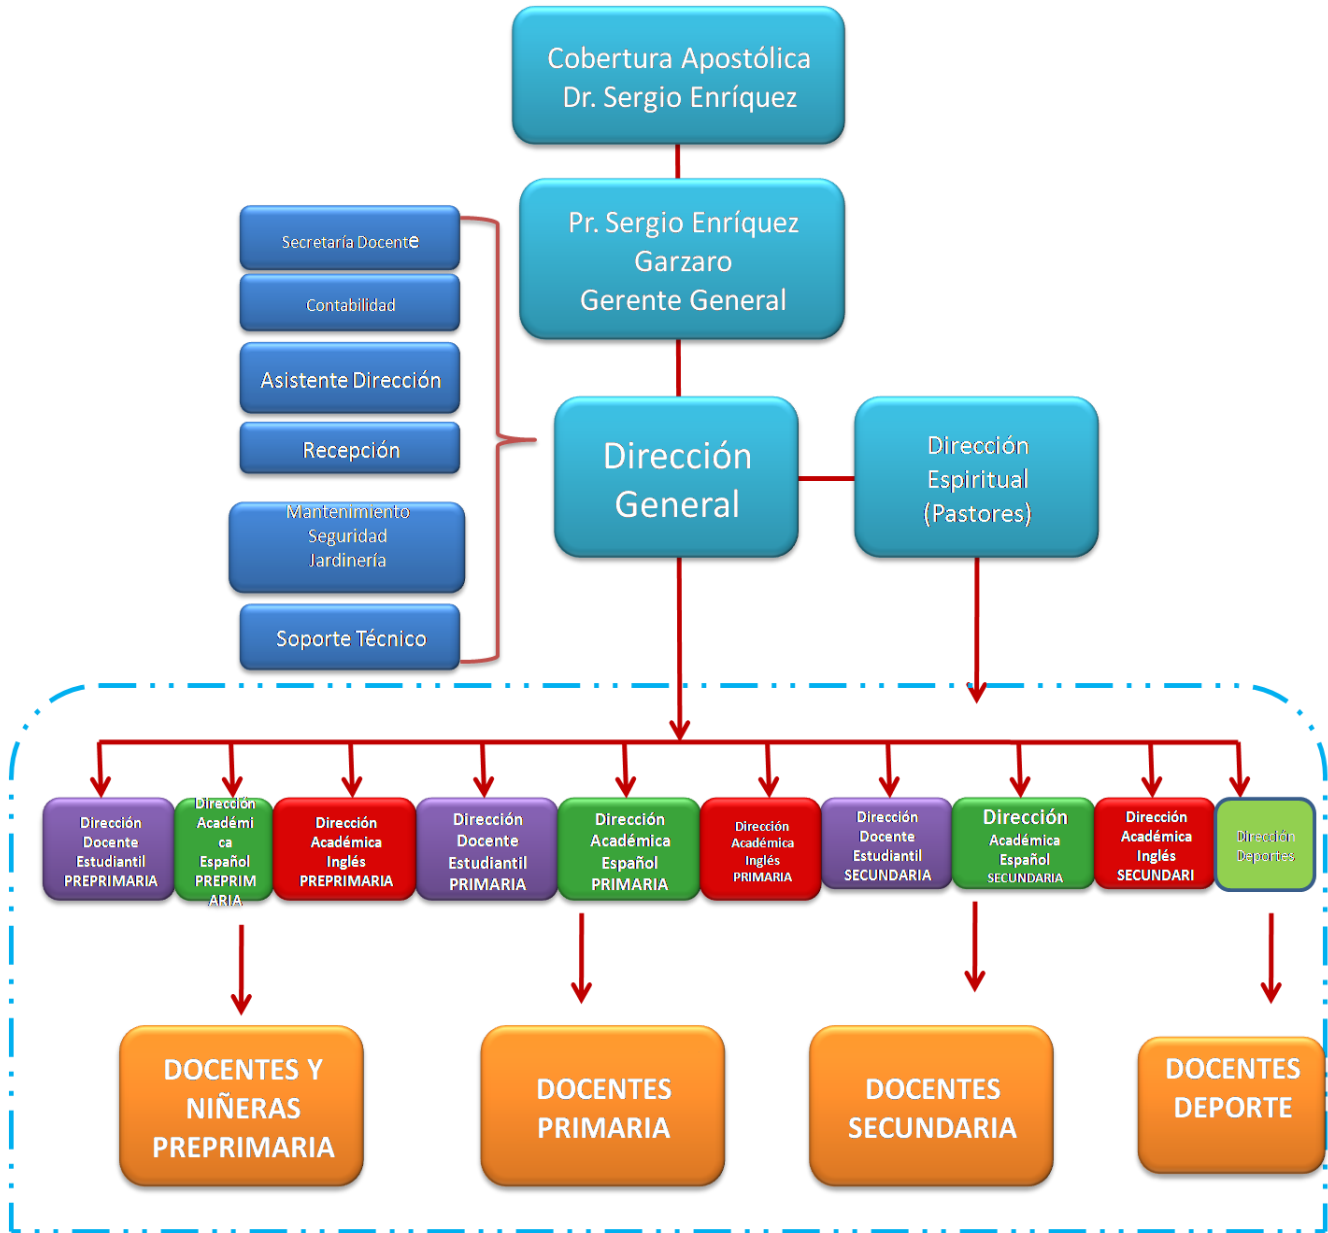 Cobertura Apostólica
Dr. Sergio Enríquez
Pr. Sergio Enríquez
Garzaro
Gerente General
Secretaría Docente
Contabilidad
Asistente Dirección
Recepción
Mantenimiento
Seguridad
Jardinería
Soporte Técnico
Dirección
General
Dirección
Espiritual
(Pastores)
Dirección
Docente
Estudiantil
PREPRIMARIA
Dirección
Académi
ca
Español
PREPRIM
ARIA
Dirección
Académica
Inglés
PREPRIMARIA
Dirección
Docente
Estudiantil
PRIMARIA
Dirección
Académica
Español
PRIMARIA
Dirección
Académica
Inglés
PRIMARIA
Dirección
Docente
Estudiantil
SECUNDARIA
Dirección
Académica
Español
SECUNDARIA
Dirección
Académica
Inglés
SECUNDARI
Dirección
Deportes
DOCENTES Y
NIÑERAS
PREPRIMARIA
DOCENTES
PRIMARIA
DOCENTES
SECUNDARIA
DOCENTES
DEPORTE